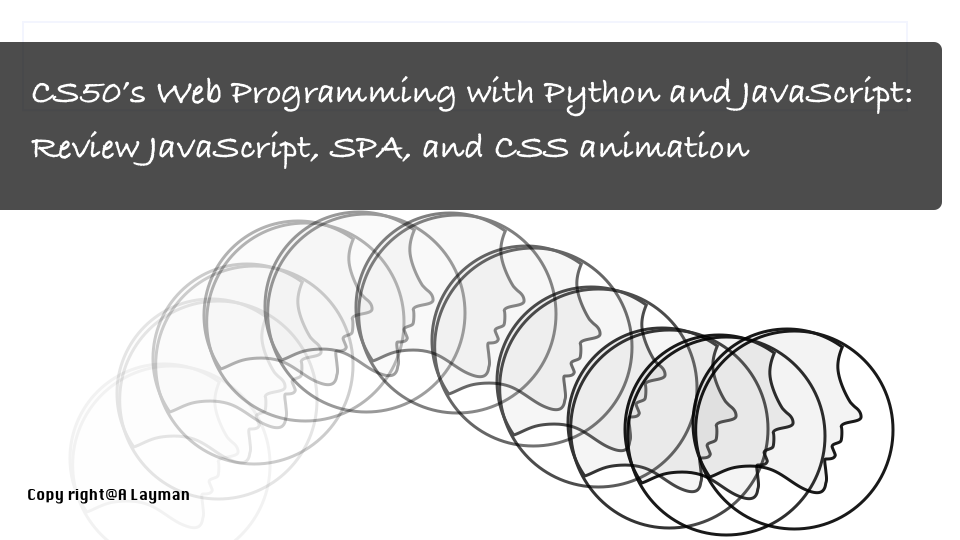 CS50's Web Programming with Python and JavaScript:
Review JavaScript, SPA, and CSS animation
Copy right@A Layman